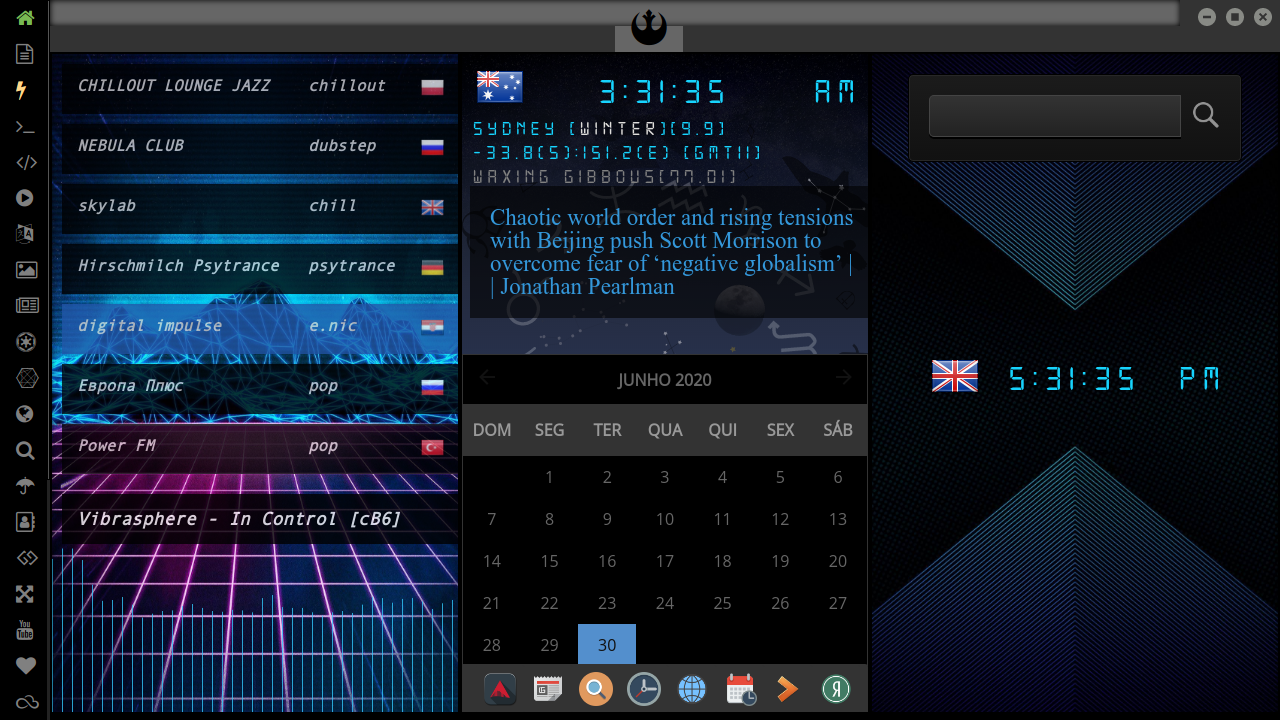 CHILLOUT LOUNGE JAZZ chillout
NEBULA CLUB dubstep
skylab chill
Hirschmilch Psytrance psytrance
digital impulse e.nic
Европа Плюс pop
Power FM pop
Vibrasphere - In Control [cB6]
3:31:35 AM
SYDNEY [WINTER][9.9]
-33.8(S):151.2(E) [GMT11]
WAXING GIBBOUS[77.01]
Chaotic world order and rising tensions
with Beijing push Scott Morrison to
overcome fear of ‘negative globalism’ |
| Jonathan Pearlman
JUNHO 2020
DOM SEG TER QUA QUI SEX SÁB
1 2 3 4 5 6
7 8 9 10 11 12 13
14 15 16 17 18 19 20
21 22 23 24 25 26 27
28 29 30
5:31:35 PM
You
Tube
Я